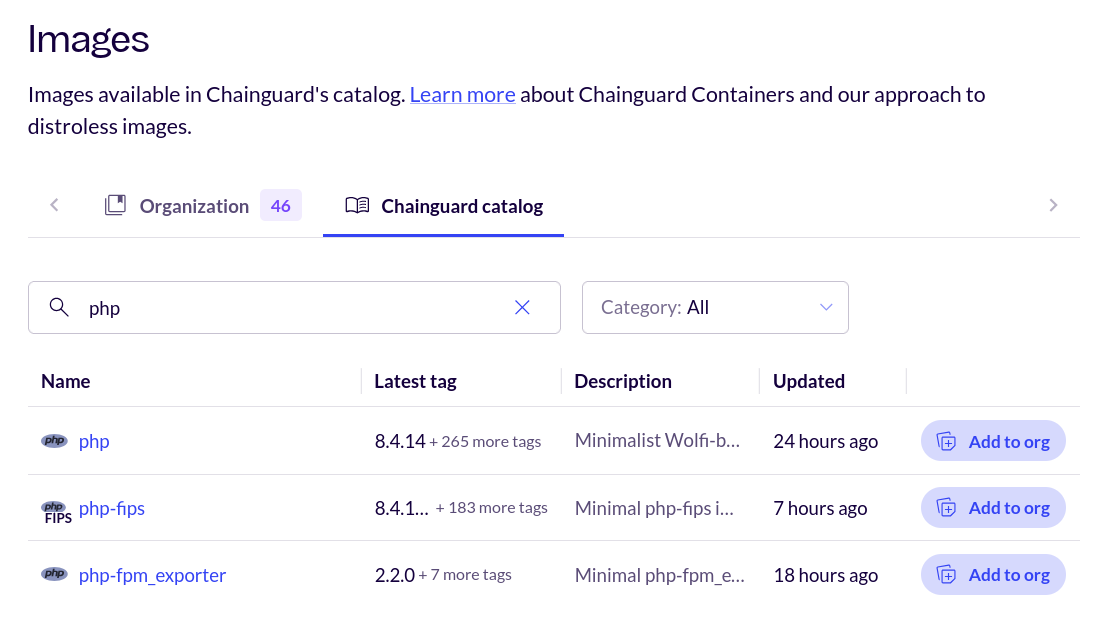 Images
Images available in Chainguard's catalog. Learn more about Chainguard Containers and our approach to
distroless images.
Organization 46 Chainguard catalog
php Category: All
Name Latest tag Description Updated
php php 8.4.14 + 265 more tags Minimalist Wolfi-b... 24 hours ago Add to org
php FIPS php-fips 8.4.1... + 183 more tags Minimal php-fips i... 7 hours ago Add to org
php php-fpm_exporter 2.2.0 + 7 more tags Minimal php-fpm_e... 18 hours ago Add to org